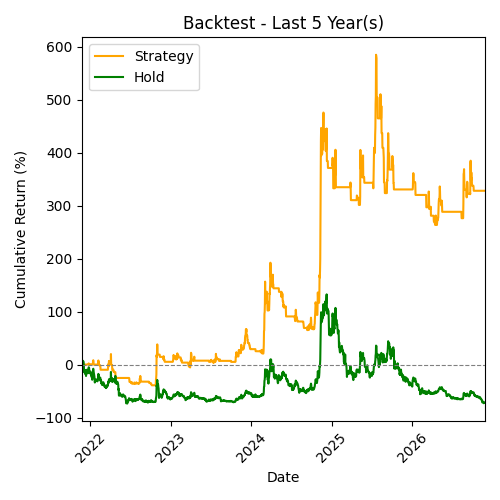 Backtest - Last 5 Year(s)
Strategy
Hold
Cumulative Return (%)
600
500
400
300
200
100
0
−100
2022
2023
2024
2025
2026
Date